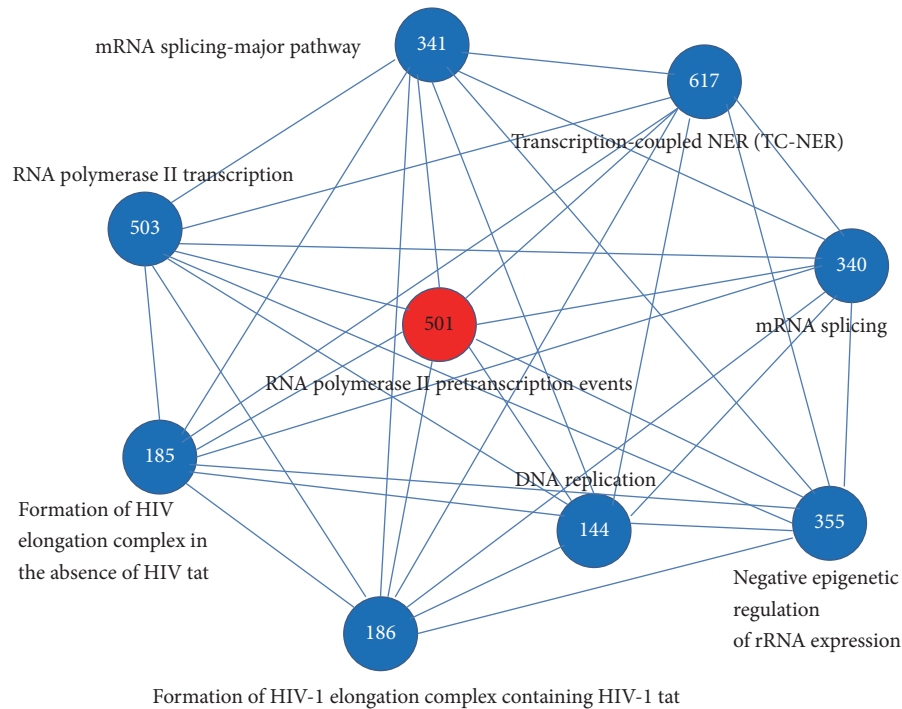 341
mRNA splicing-major pathway
617
Transcription-coupled NER (TC-NER)
RNA polymerase II transcription
503
340
mRNA splicing
501
RNA polymerase II pretranscription events
185
Formation of HIV
elongation complex in
the absence of HIV tat
DNA replication
144
355
Negative epigenetic
regulation
of rRNA expression
186
Formation of HIV-1 elongation complex containing HIV-1 tat